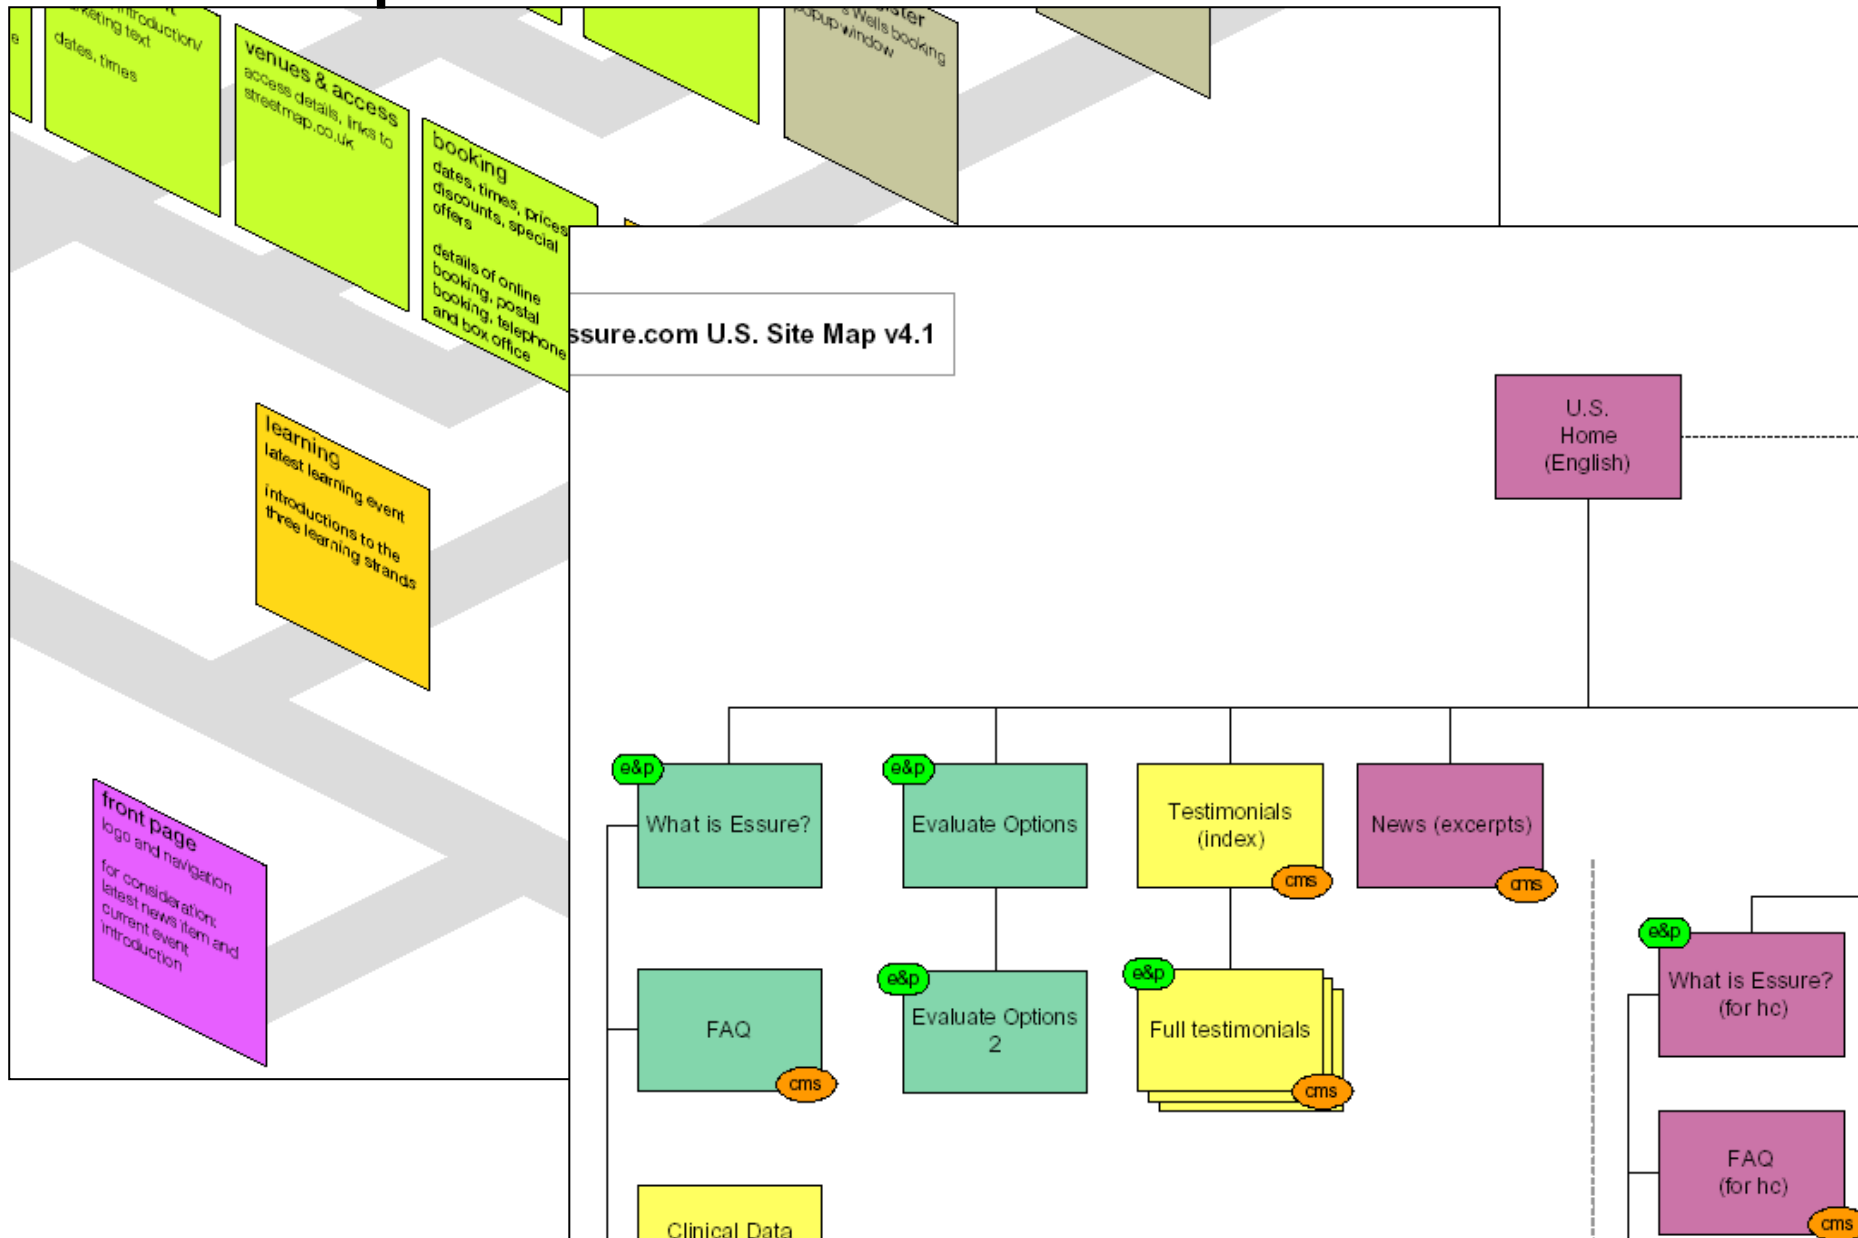 introduction/
marketing text
dates, times
venues & access
access details, links to
streetmap.co.uk
booking
dates, times, prices
discounts, special
offers
details of online
booking, postal
booking, telephone
and box office
Wells booking
popup window
learning
latest learning event
introductions to the
three learning strands
front page
logo and navigation
for consideration:
latest news item and
current event
introduction
ssure.com U.S. Site Map v4.1
U.S.
Home
(English)
e&p
What is Essure?
e&p
Evaluate Options
Testimonials
(index)
cms
News (excerpts)
cms
FAQ
cms
e&p
Evaluate Options
2
e&p
Full testimonials
cms
Clinical Data
e&p
What is Essure?
(for hc)
FAQ
(for hc)
cms